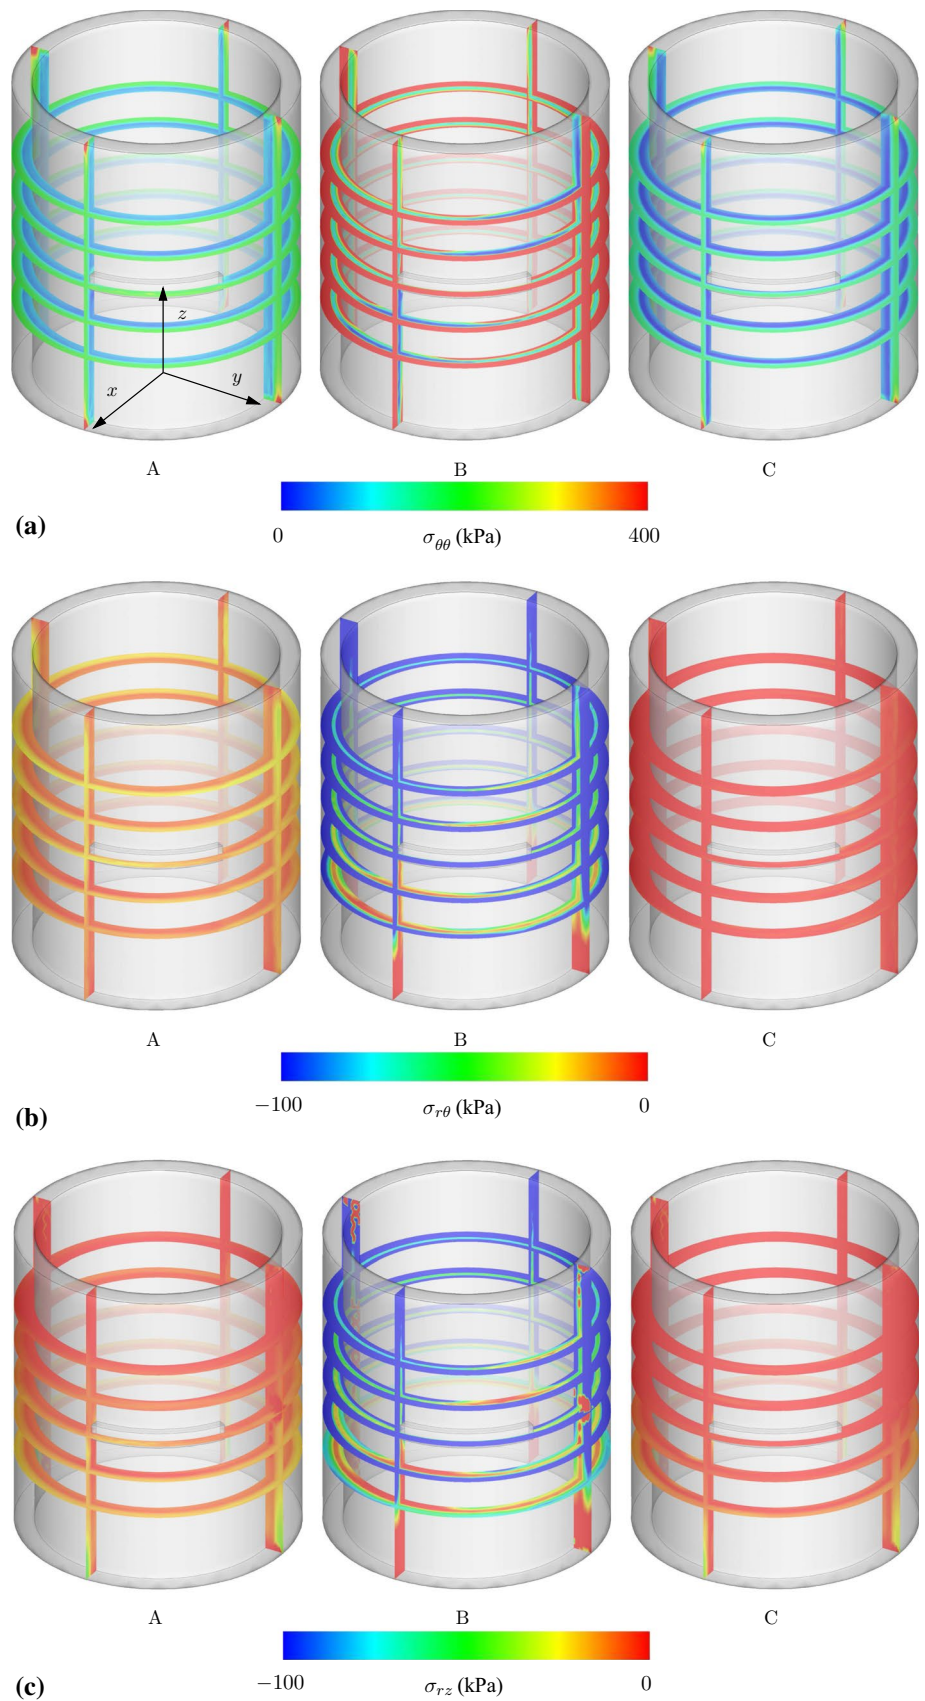 z
x
y
A B C
0 σθθ (kPa) 400
(a)
A B C
−100 σrθ (kPa) 0
(b)
A B C
−100 σrz (kPa) 0
(c)